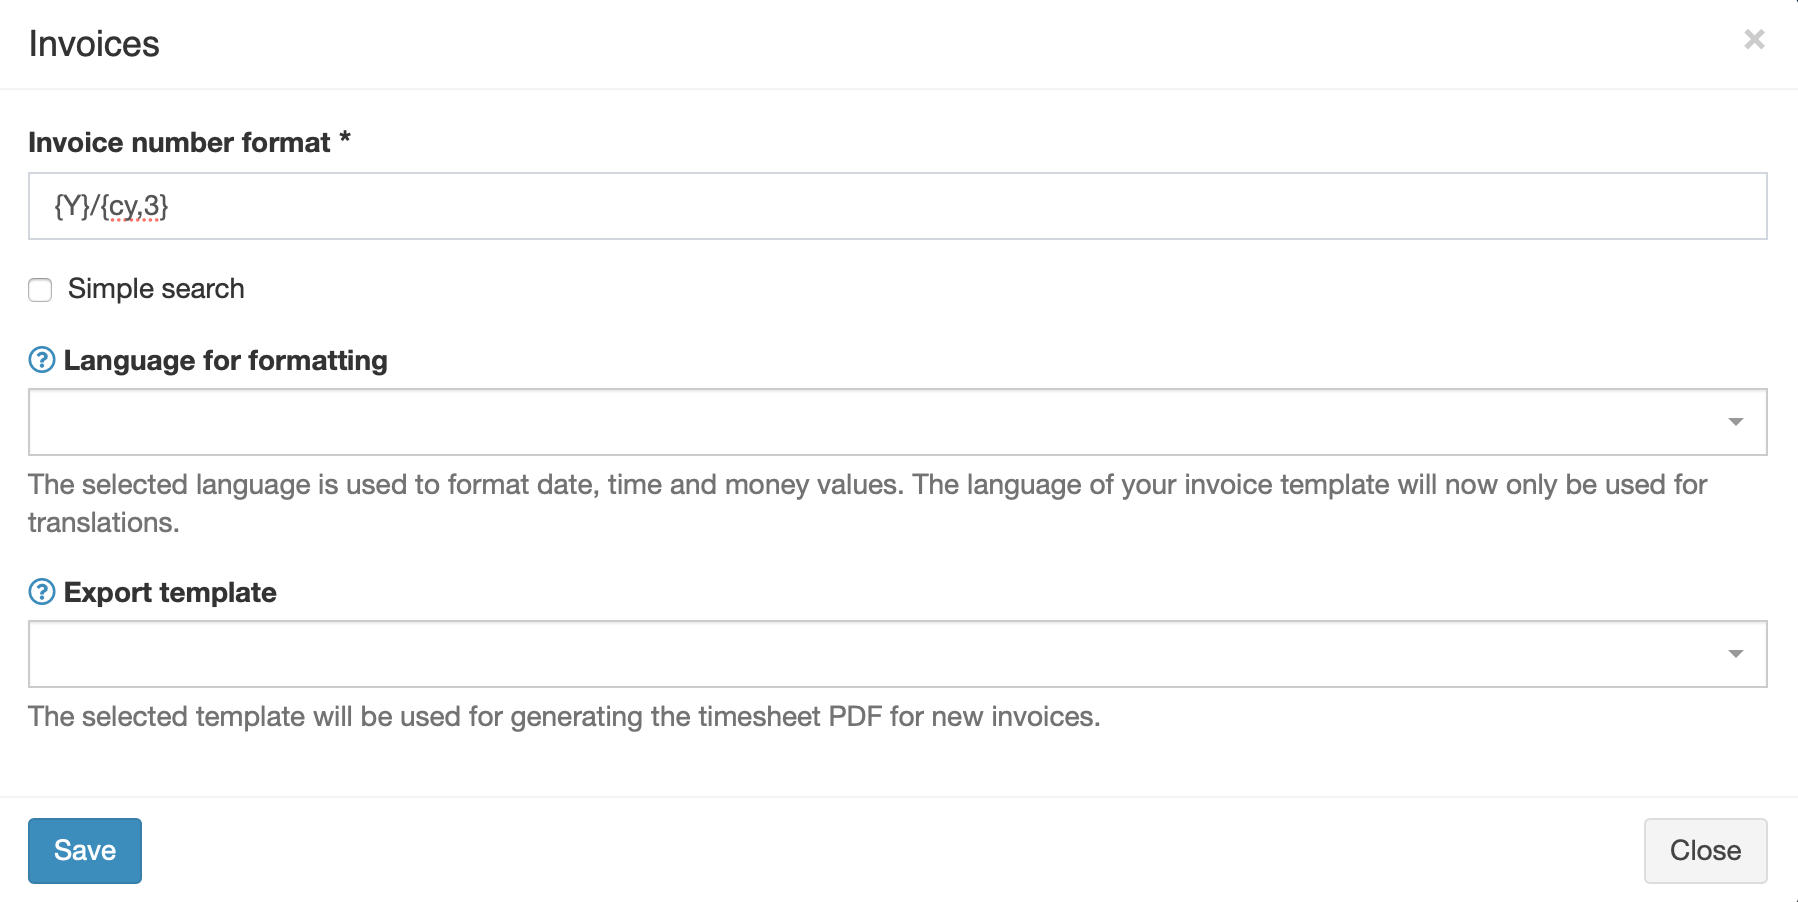 Invoices
×
Invoice number format *
{Y}/{cy,3}
Simple search
? Language for formatting
The selected language is used to format date, time and money values. The language of your invoice template will now only be used for
translations.
? Export template
The selected template will be used for generating the timesheet PDF for new invoices.
Save
Close